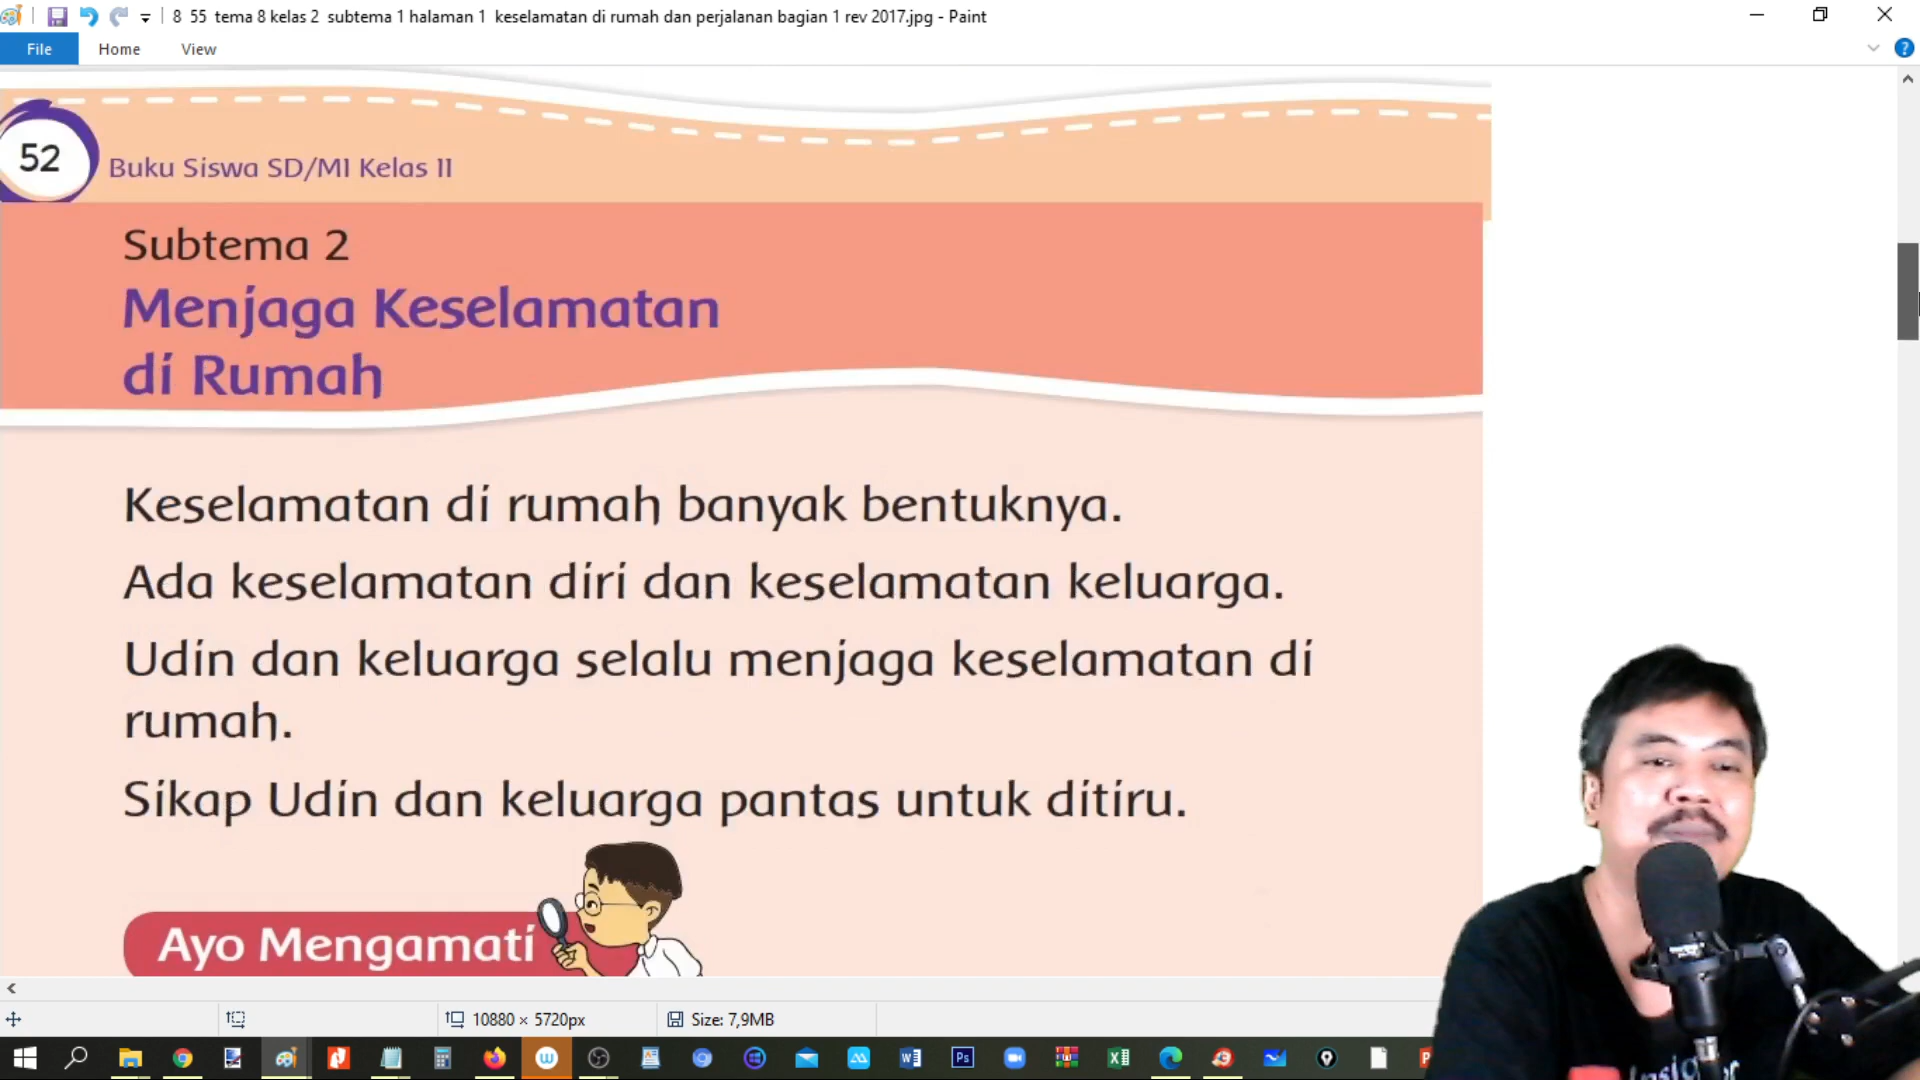 8 55 tema 8 kelas 2 subtema 1 halaman 1 keselamatan di rumah dan perjalanan bagian 1 rev 2017.jpg - Paint
File Home View
52
Buku Siswa SD/MI Kelas II
Subtema 2
Menjaga Keselamatan
di Rumah
Keselamatan di rumah banyak bentuknya.
Ada keselamatan diri dan keselamatan keluarga.
Udin dan keluarga selalu menjaga keselamatan di
rumah.
Sikap Udin dan keluarga pantas untuk ditiru.
Ayo Mengamati
10880 × 5720px
Size: 7,9MB